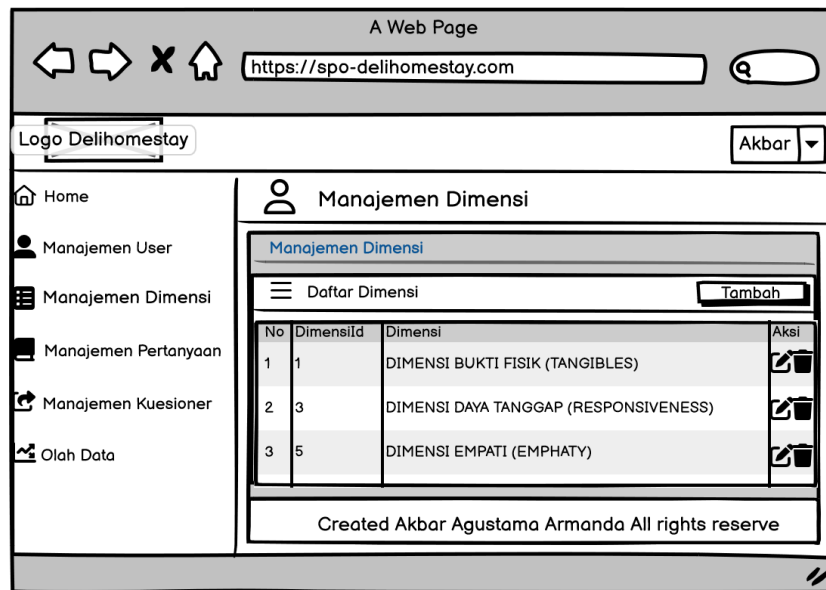 A Web Page
https://spo-delihomestay.com
Logo Delihomestay
Akbar
Home
Manajemen User
Manajemen Dimensi
Manajemen Pertanyaan
Manajemen Kuesioner
Olah Data
Manajemen Dimensi
Manajemen Dimensi
Daftar Dimensi Tambah
No DimensiId Dimensi Aksi
1 1 DIMENSI BUKTI FISIK (TANGIBLES)
2 3 DIMENSI DAYA TANGGAP (RESPONSIVENESS)
3 5 DIMENSI EMPATI (EMPHATY)
Created Akbar Agustama Armanda All rights reserve